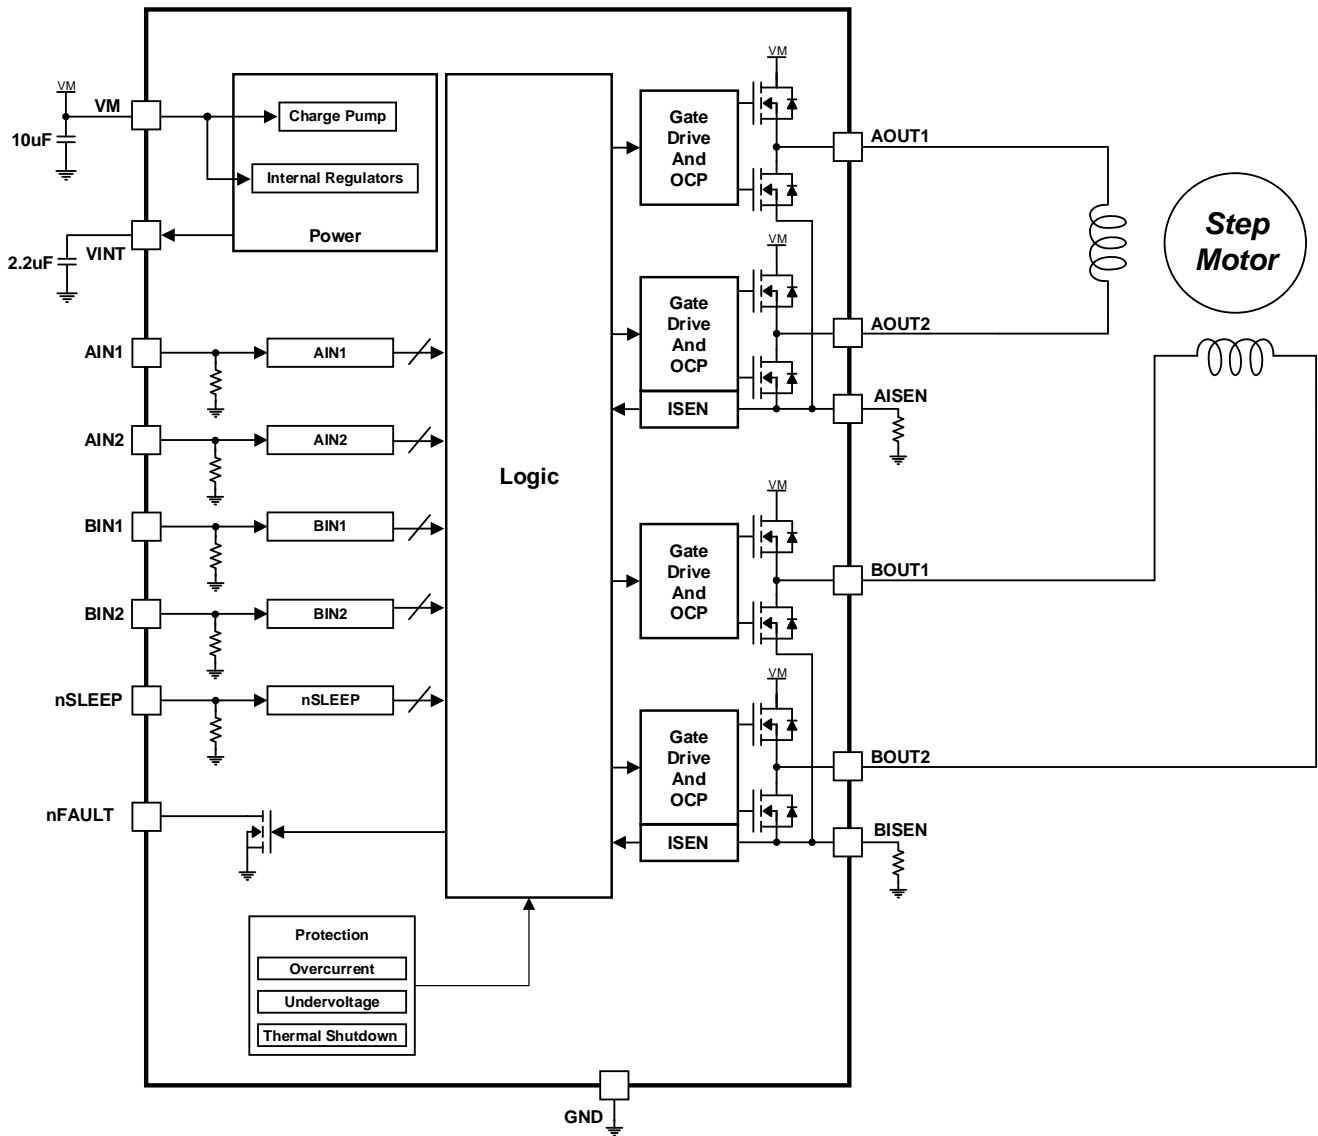 VM
VM
10uF
Charge Pump
Internal Regulators
Power
VINT
2.2uF
AIN1
AIN1
AIN2
AIN2
BIN1
BIN1
BIN2
BIN2
nSLEEP
nSLEEP
nFAULT
Protection
Overcurrent
Undervoltage
Thermal Shutdown
Logic
VM
Gate
Drive
And
OCP
AOUT1
VM
Gate
Drive
And
OCP
AOUT2
ISEN
AISEN
VM
Gate
Drive
And
OCP
BOUT1
VM
Gate
Drive
And
OCP
BOUT2
ISEN
BISEN
Step
Motor
GND